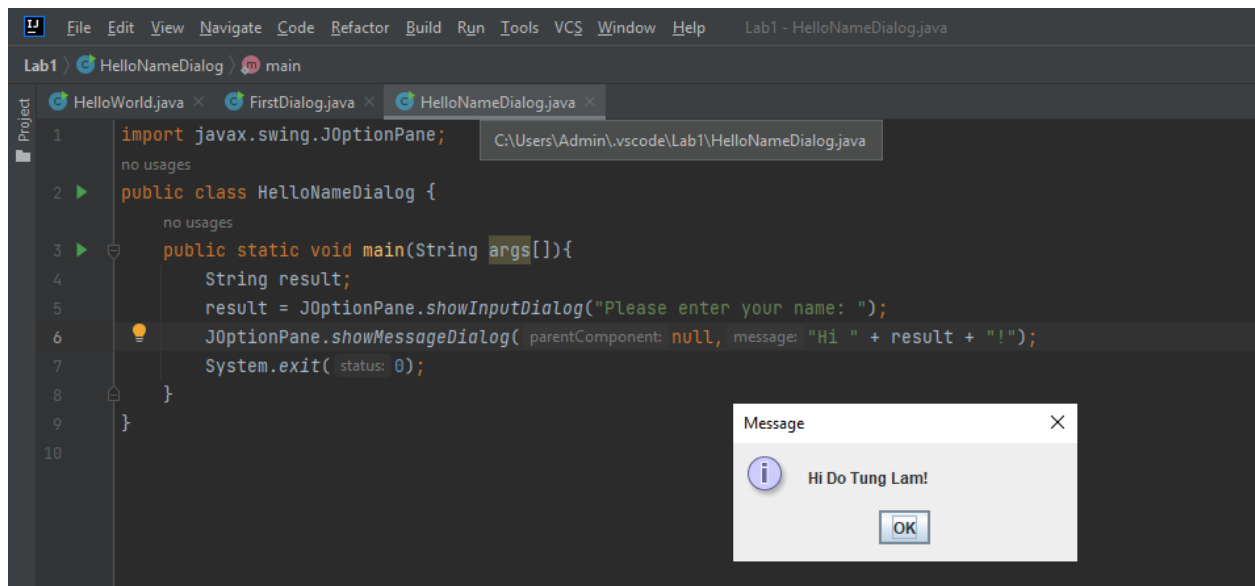 IJ File Edit View Navigate Code Refactor Build Run Tools VCS Window Help Lab1 - HelloNameDialog.java
Lab1 〉 C HelloNameDialog 〉 m main
Project
C HelloWorld.java × C FirstDialog.java × C HelloNameDialog.java ×
1 import javax.swing.JOptionPane;
C:\Users\Admin\.vscode\Lab1\HelloNameDialog.java
no usages
2 public class HelloNameDialog {
no usages
3 public static void main(String args[]){
4 String result;
5 result = JOptionPane.showInputDialog("Please enter your name: ");
6 JOptionPane.showMessageDialog( parentComponent: null, message: "Hi " + result + "!");
7 System.exit( status: 0);
8 }
9 }
10
Message
i Hi Do Tung Lam!
OK